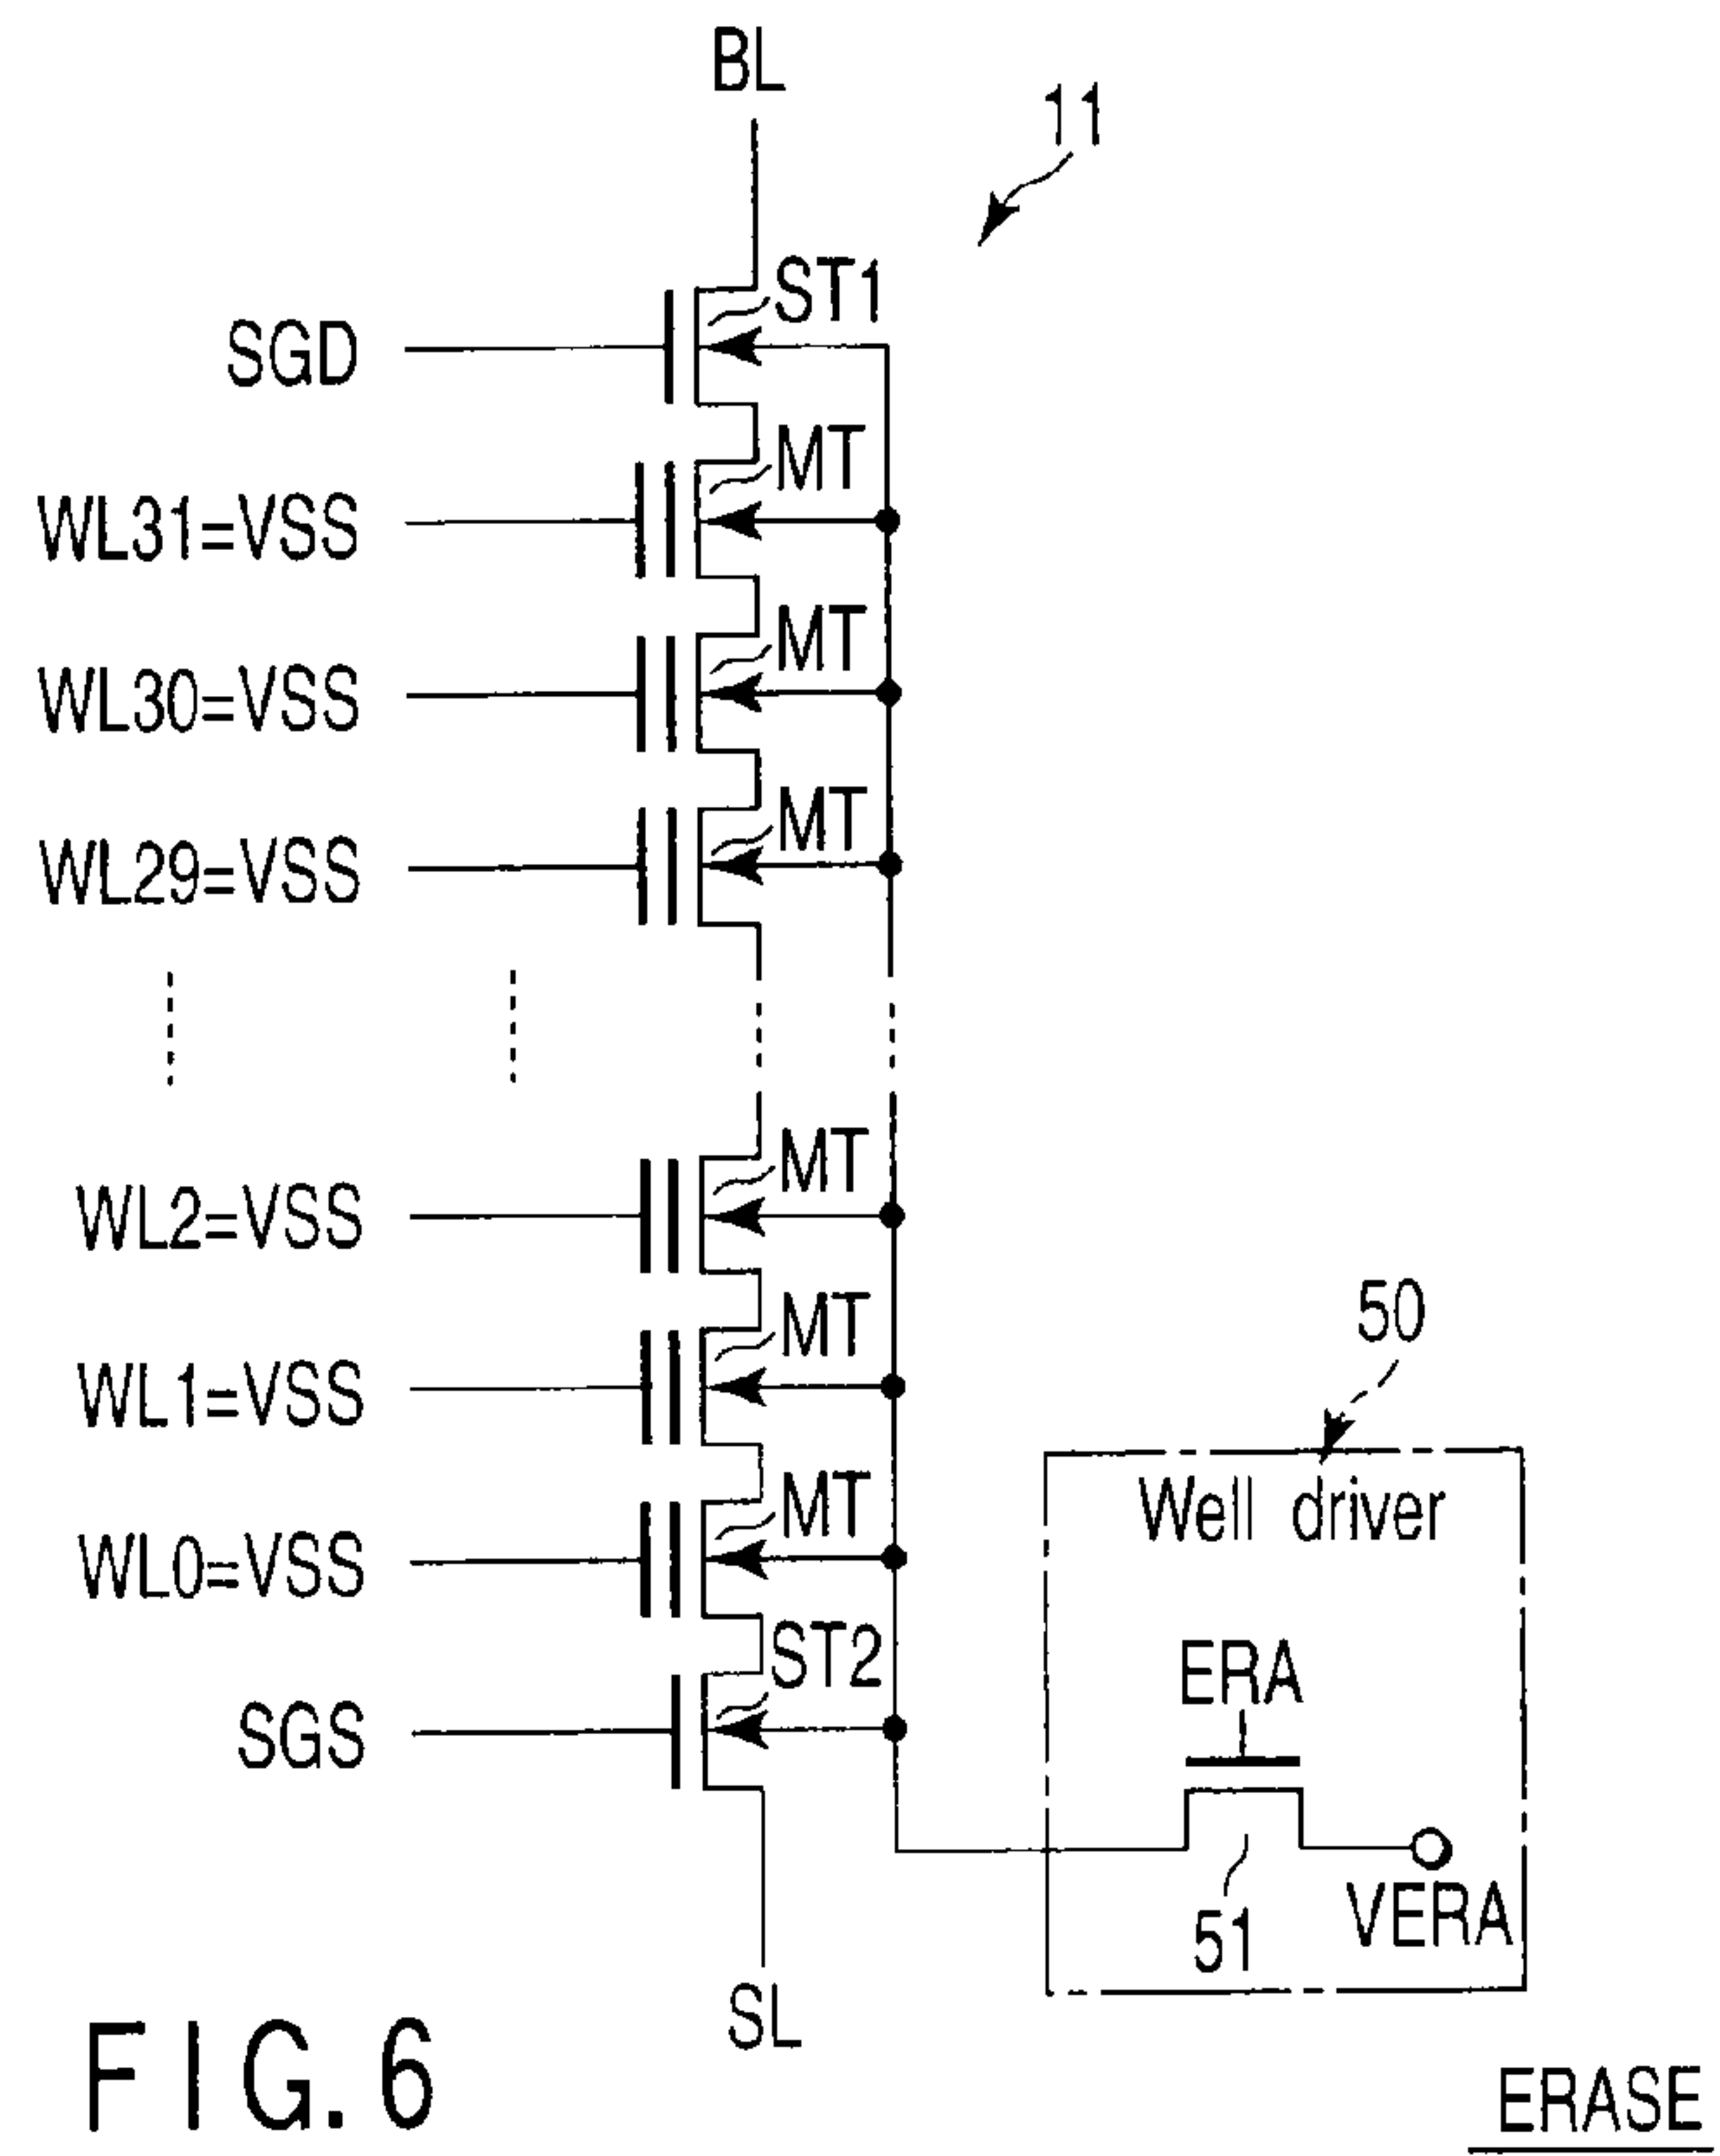 BL
11
ST1
SGD
MT
WL31=VSS
MT
WL30=VSS
MT
WL29=VSS
MT
WL2=VSS
MT
50
WL1=VSS
MT
Well driver
WL0=VSS
ST2
ERA
SGS
VERA
51
SL
FIG.6
ERASE